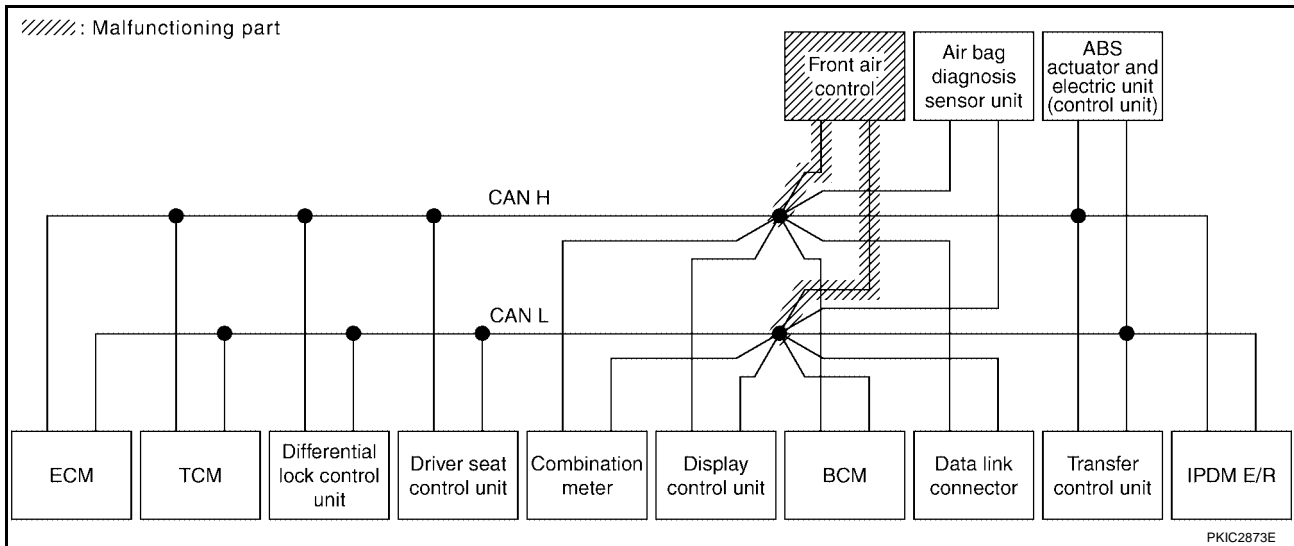 : Malfunctioning part
Front air
control
Air bag
diagnosis
sensor unit
ABS
actuator and
electric unit
(control unit)
CAN H
CAN L
ECM
TCM
Differential
lock control
unit
Driver seat
control unit
Combination
meter
Display
control unit
BCM
Data link
connector
Transfer
control unit
IPDM E/R
PKIC2873E